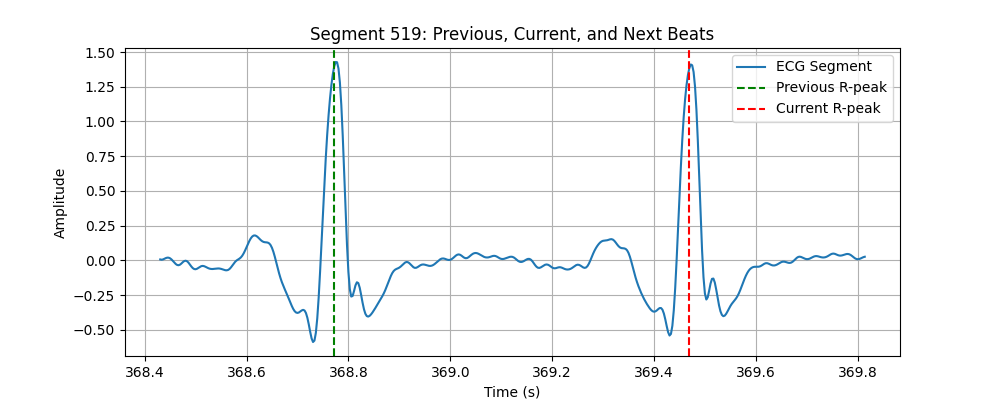 Segment 519: Previous, Current, and Next Beats
1.50
1.25
1.00
0.75
0.50
0.25
0.00
−0.25
−0.50
Amplitude
ECG Segment
Previous R-peak
Current R-peak
368.4 368.6 368.8 369.0 369.2 369.4 369.6 369.8
Time (s)